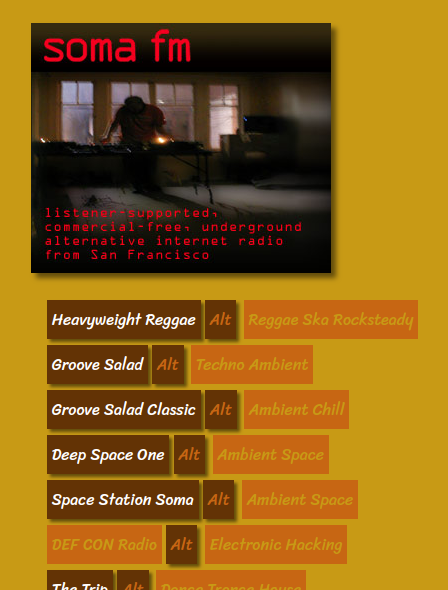 soma fm
listener-supported,
commercial-free, underground
alternative internet radio
from San Francisco
Heavyweight Reggae Alt Reggae Ska Rocksteady
Groove Salad Alt Techno Ambient
Groove Salad Classic Alt Ambient Chill
Deep Space One Alt Ambient Space
Space Station Soma Alt Ambient Space
DEF CON Radio Alt Electronic Hacking
The Trip Alt Dance Trance House